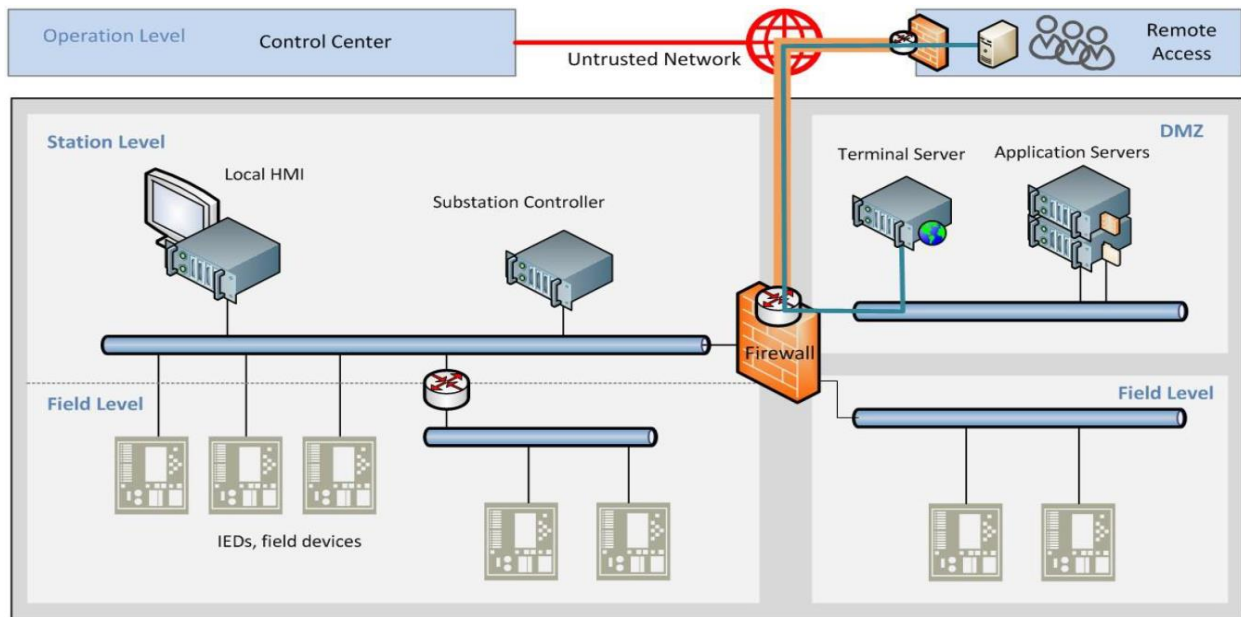 Operation Level
Control Center
Untrusted Network
Remote
Access
Station Level
Local HMI
Substation Controller
DMZ
Terminal Server
Application Servers
Firewall
Field Level
IEDs, field devices
Field Level